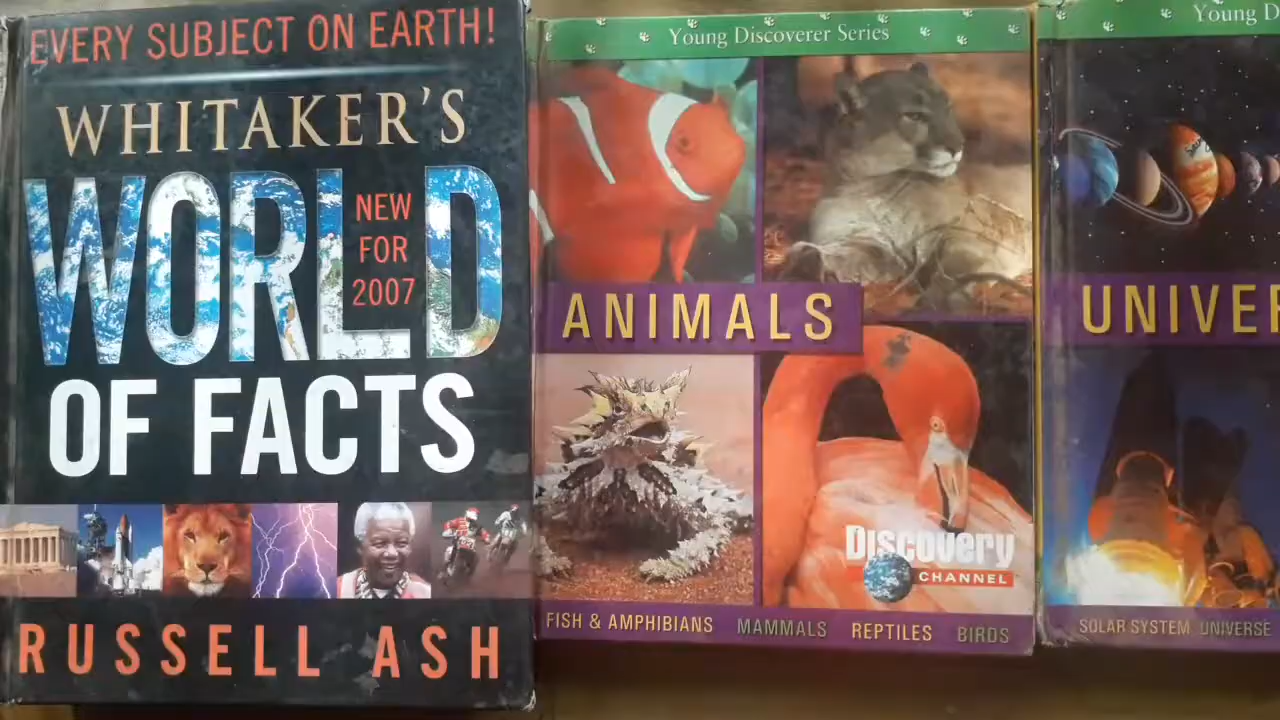 EVERY SUBJECT ON EARTH!
WHITAKER'S
WORLD
NEW
FOR
2007
OF FACTS
RUSSELL ASH
Young Discoverer Series
ANIMALS
Discovery
CHANNEL
FISH & AMPHIBIANS MAMMALS REPTILES BIRDS
Young D
UNIVER
SOLAR SYSTEM UNIVERSE